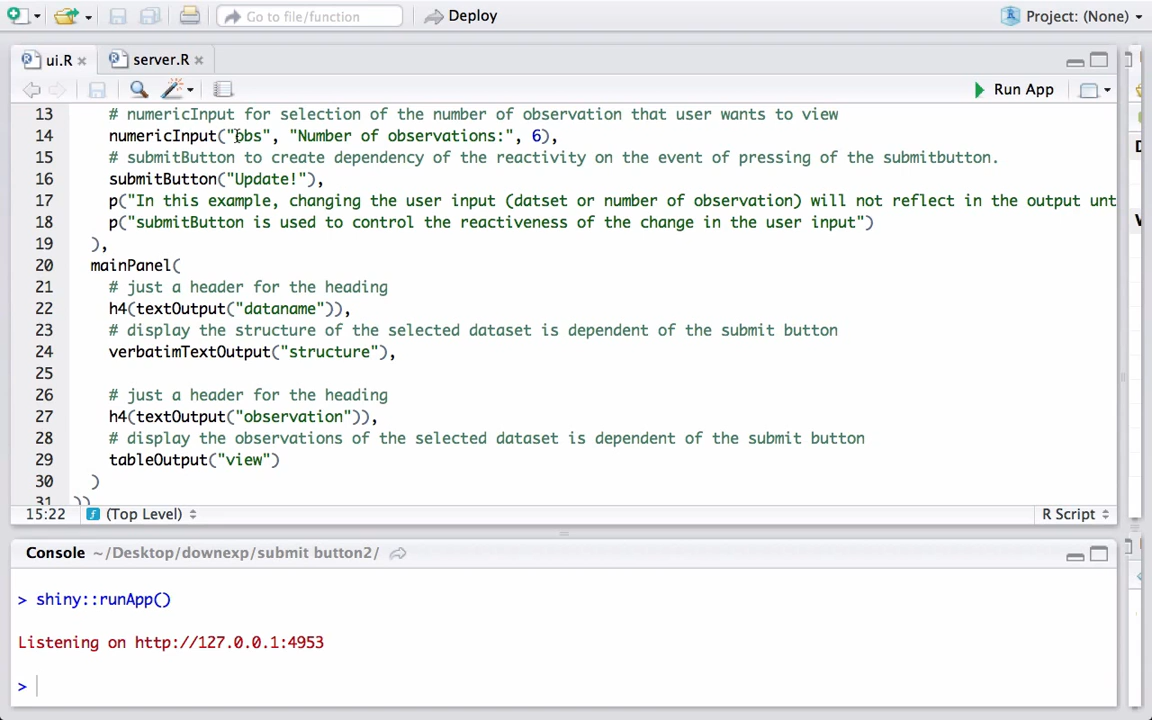 Go to file/function
Deploy
Project: (None)
ui.R
server.R
Run App
13 # numericInput for selection of the number of observation that user wants to view
14 numericInput("obs", "Number of observations:", 6),
15 # submitButton to create dependency of the reactivity on the event of pressing of the submitbutton.
16 submitButton("Update!"),
17 p("In this example, changing the user input (datset or number of observation) will not reflect in the output unt
18 p("submitButton is used to control the reactiveness of the change in the user input")
19 ),
20 mainPanel(
21 # just a header for the heading
22 h4(textOutput("dataname")),
23 # display the structure of the selected dataset is dependent of the submit button
24 verbatimTextOutput("structure"),
25
26 # just a header for the heading
27 h4(textOutput("observation")),
28 # display the observations of the selected dataset is dependent of the submit button
29 tableOutput("view")
30 )
31 ))
15:22
(Top Level)
R Script
Console ~/Desktop/downexp/submit button2/
> shiny::runApp()
Listening on http://127.0.0.1:4953
>